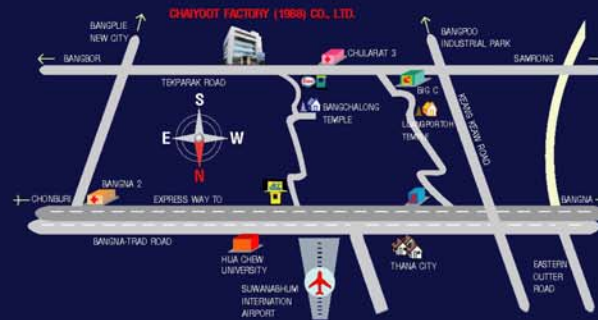 CHAIYOOT FACTORY (1988) CO., LTD.
BANGPLIE
NEW CITY
BANGPOO
INDUSTRIAL PARK
CHULARAT 3
BANGBOR
SAMRONG
TEKPARAK ROAD
BIG C
BANGCHALONG
TEMPLE
LUANGPORTOH
TEMPLE
KEANG KEAW ROAD
S
E W
N
BANGNA 2
CHONBURI
EXPRESS WAY TO
BANGNA
BANGNA-TRAD ROAD
HUA CHEW
UNIVERSITY
THANA CITY
EASTERN
OUTTER
ROAD
SUWANABHUM
INTERNATION
AIRPORT